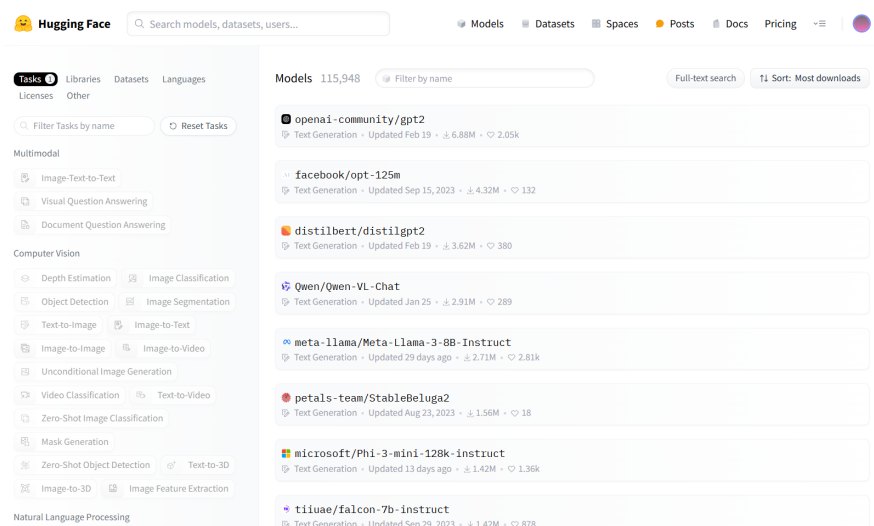 Hugging Face
Search models, datasets, users...
Models
Datasets
Spaces
Posts
Docs
Pricing
Tasks 1
Libraries
Datasets
Languages
Licenses
Other
Filter Tasks by name
Reset Tasks
Multimodal
Image-Text-to-Text
Visual Question Answering
Document Question Answering
Computer Vision
Depth Estimation
Image Classification
Object Detection
Image Segmentation
Text-to-Image
Image-to-Text
Image-to-Image
Image-to-Video
Unconditional Image Generation
Video Classification
Text-to-Video
Zero-Shot Image Classification
Mask Generation
Zero-Shot Object Detection
Text-to-3D
Image-to-3D
Image Feature Extraction
Natural Language Processing
Models 115,948
Filter by name
Full-text search
Sort: Most downloads
openai-community/gpt2
Text Generation • Updated Feb 19 • 6.88M • 2.05k
facebook/opt-125m
Text Generation • Updated Sep 15, 2023 • 4.32M • 132
distilbert/distilgpt2
Text Generation • Updated Feb 19 • 3.62M • 380
Qwen/Qwen-VL-Chat
Text Generation • Updated Jan 25 • 2.91M • 289
meta-llama/Meta-Llama-3-8B-Instruct
Text Generation • Updated 29 days ago • 2.71M • 2.81k
petals-team/StableBeluga2
Text Generation • Updated Aug 23, 2023 • 1.56M • 18
microsoft/Phi-3-mini-128k-instruct
Text Generation • Updated 13 days ago • 1.42M • 1.36k
tiiuae/falcon-7b-instruct
Text Generation • Updated Sep 29, 2023 • 1.42M • 878